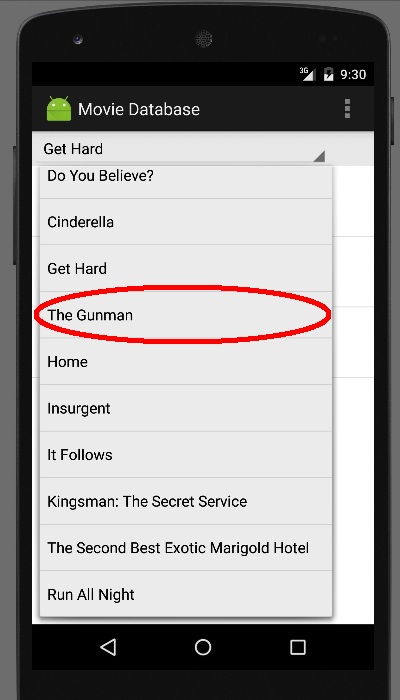 3G 9:30
Movie Database
Get Hard
Do You Believe?
Cinderella
Get Hard
The Gunman
Home
Insurgent
It Follows
Kingsman: The Secret Service
The Second Best Exotic Marigold Hotel
Run All Night